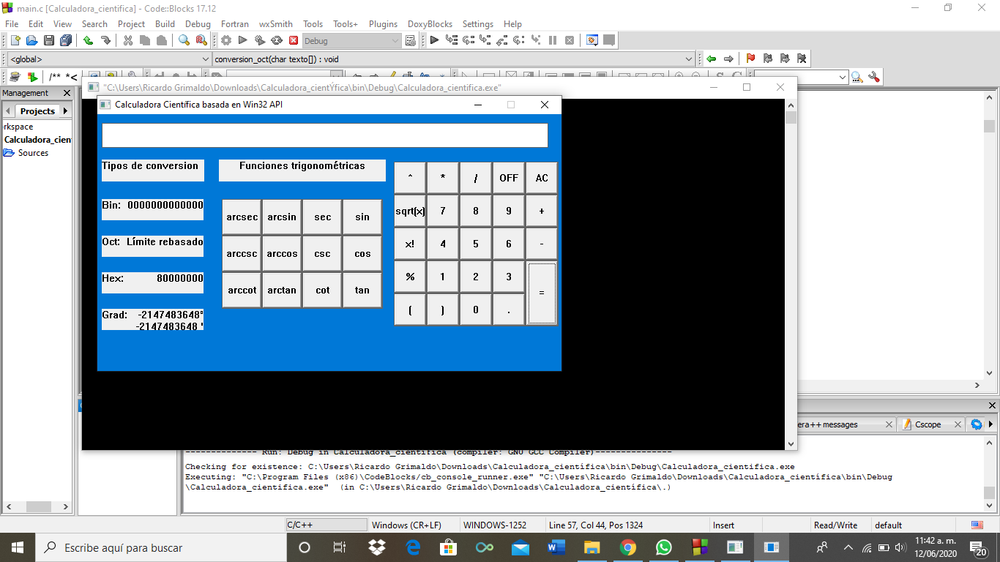 main.c [Calculadora_científica] - Code::Blocks 17.12
File Edit View Search Project Build Debug Fortran wxSmith Tools Tools+ Plugins DoxyBlocks Settings Help
Debug
<global> conversion_oct(char texto[]) : void
/** *<
Management
"C:\Users\Ricardo Grimaldo\Downloads\Calculadora_cientÝfica\bin\Debug\Calculadora_cientifica.exe"
Projects
Calculadora Científica basada en Win32 API
rkspace
Calculadora_cien
Sources
Tipos de conversion
Funciones trigonométricas
^ * / OFF AC
Bin: 0000000000000
arcsec arcsin sec sin
sqrt(x) 7 8 9 +
Oct: Límite rebasado
arccsc arccos csc cos
x! 4 5 6 -
Hex: 80000000
arccot arctan cot tan
% 1 2 3 =
Grad: -2147483648°
-2147483648 '
( ) 0 .
era++ messages Cscope
-------------- Run: Debug in Calculadora_científica (compiler: GNU GCC Compiler)---------------
Checking for existence: C:\Users\Ricardo Grimaldo\Downloads\Calculadora_científica\bin\Debug\Calculadora_cientifica.exe
Executing: "C:\Program Files (x86)\CodeBlocks/cb_console_runner.exe" "C:\Users\Ricardo Grimaldo\Downloads\Calculadora_científica\bin\Debug
\Calculadora_cientifica.exe" (in C:\Users\Ricardo Grimaldo\Downloads\Calculadora_científica\.)
C/C++ Windows (CR+LF) WINDOWS-1252 Line 57, Col 44, Pos 1324 Insert Read/Write default
Escribe aquí para buscar
11:42 a. m.
12/06/2020
20